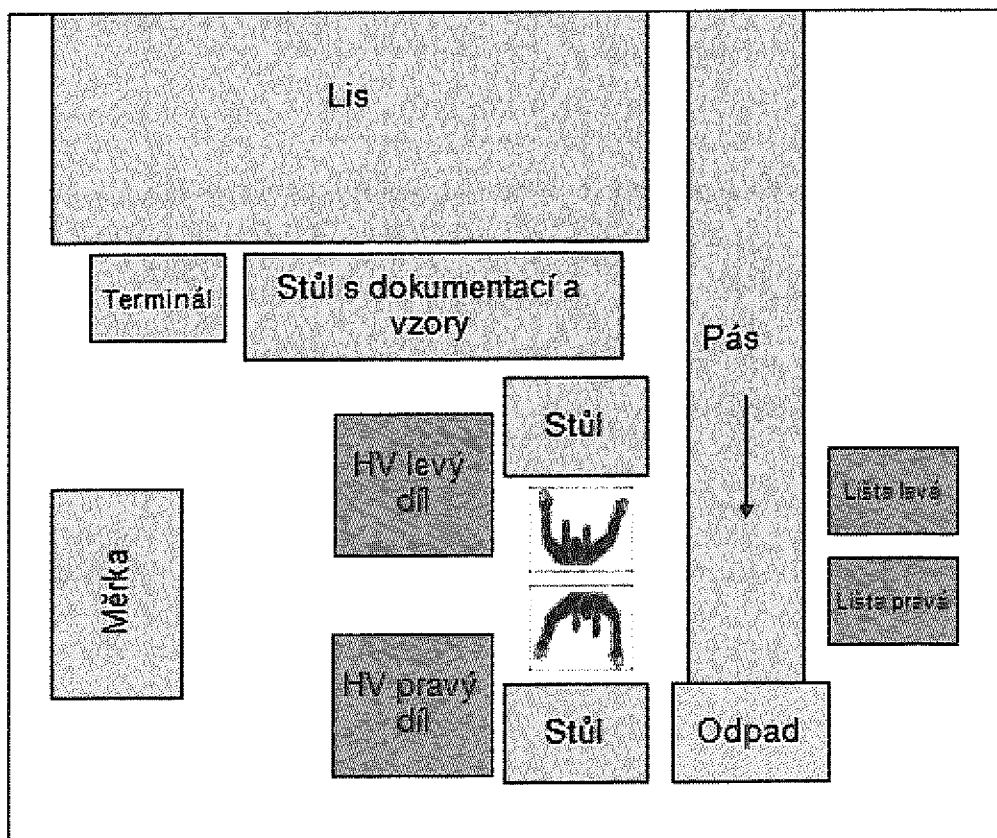 Lis
Terminál
Stůl s dokumentací a
vzory
Pás
Stůl
HV levý
díl
Lišta levá
Měrka
Lišta pravá
HV pravý
díl
Stůl
Odpad